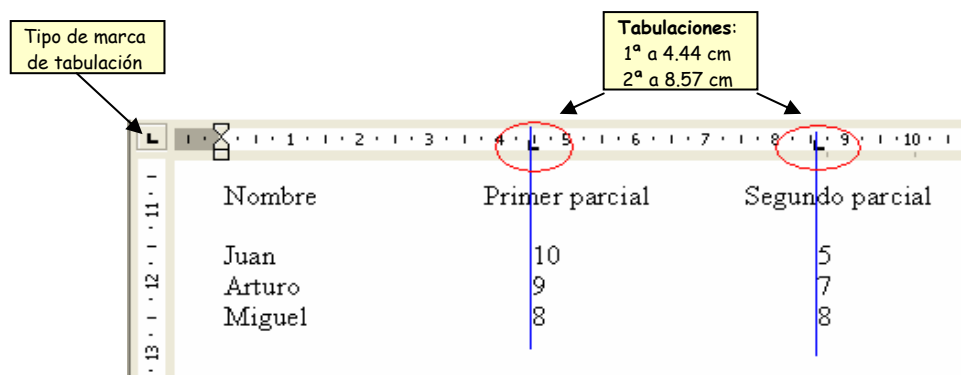 Tipo de marca
de tabulación
Tabulaciones:
1ª a 4.44 cm
2ª a 8.57 cm
1 2 3 4 5 6 7 8 9 10
11
12
13
Nombre Primer parcial Segundo parcial
Juan 10 5
Arturo 9 7
Miguel 8 8